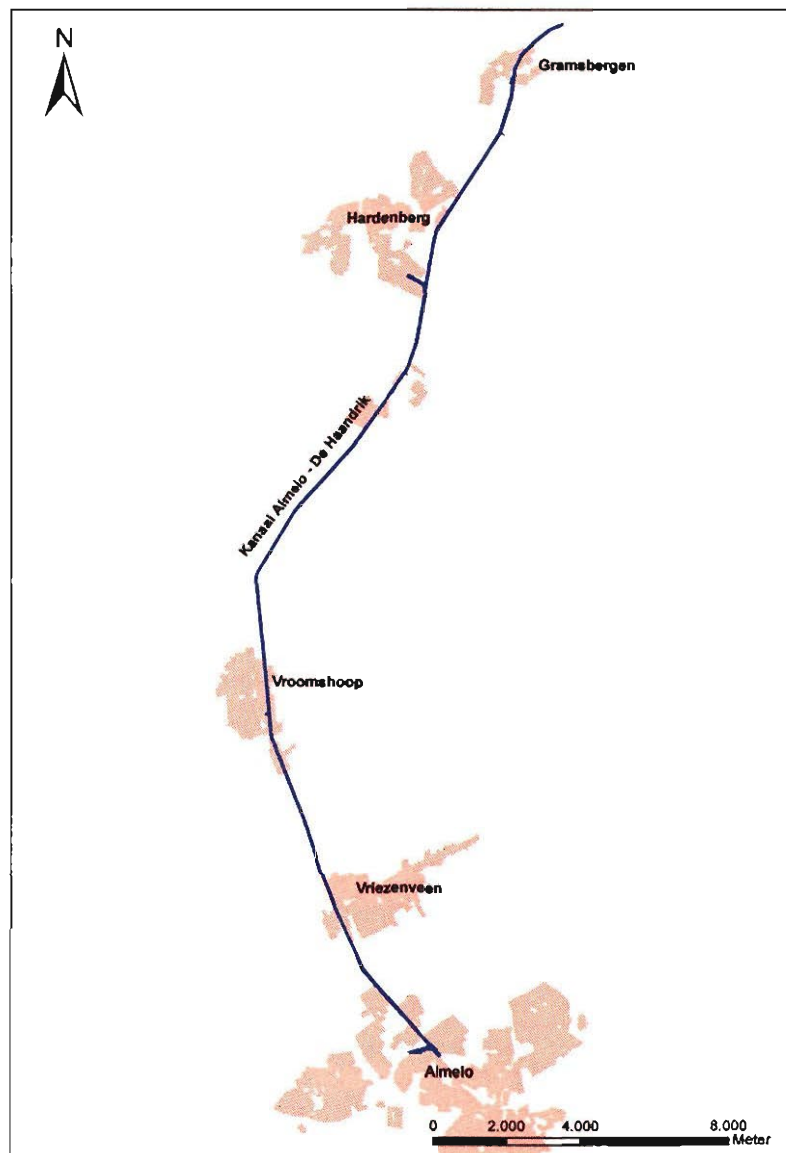 N
Gramsbergen
Hardenberg
Kanaal Almelo - De Haandrik
Vroomshoop
Vriezenveen
Almelo
0 2.000 4.000 8.000
Meter